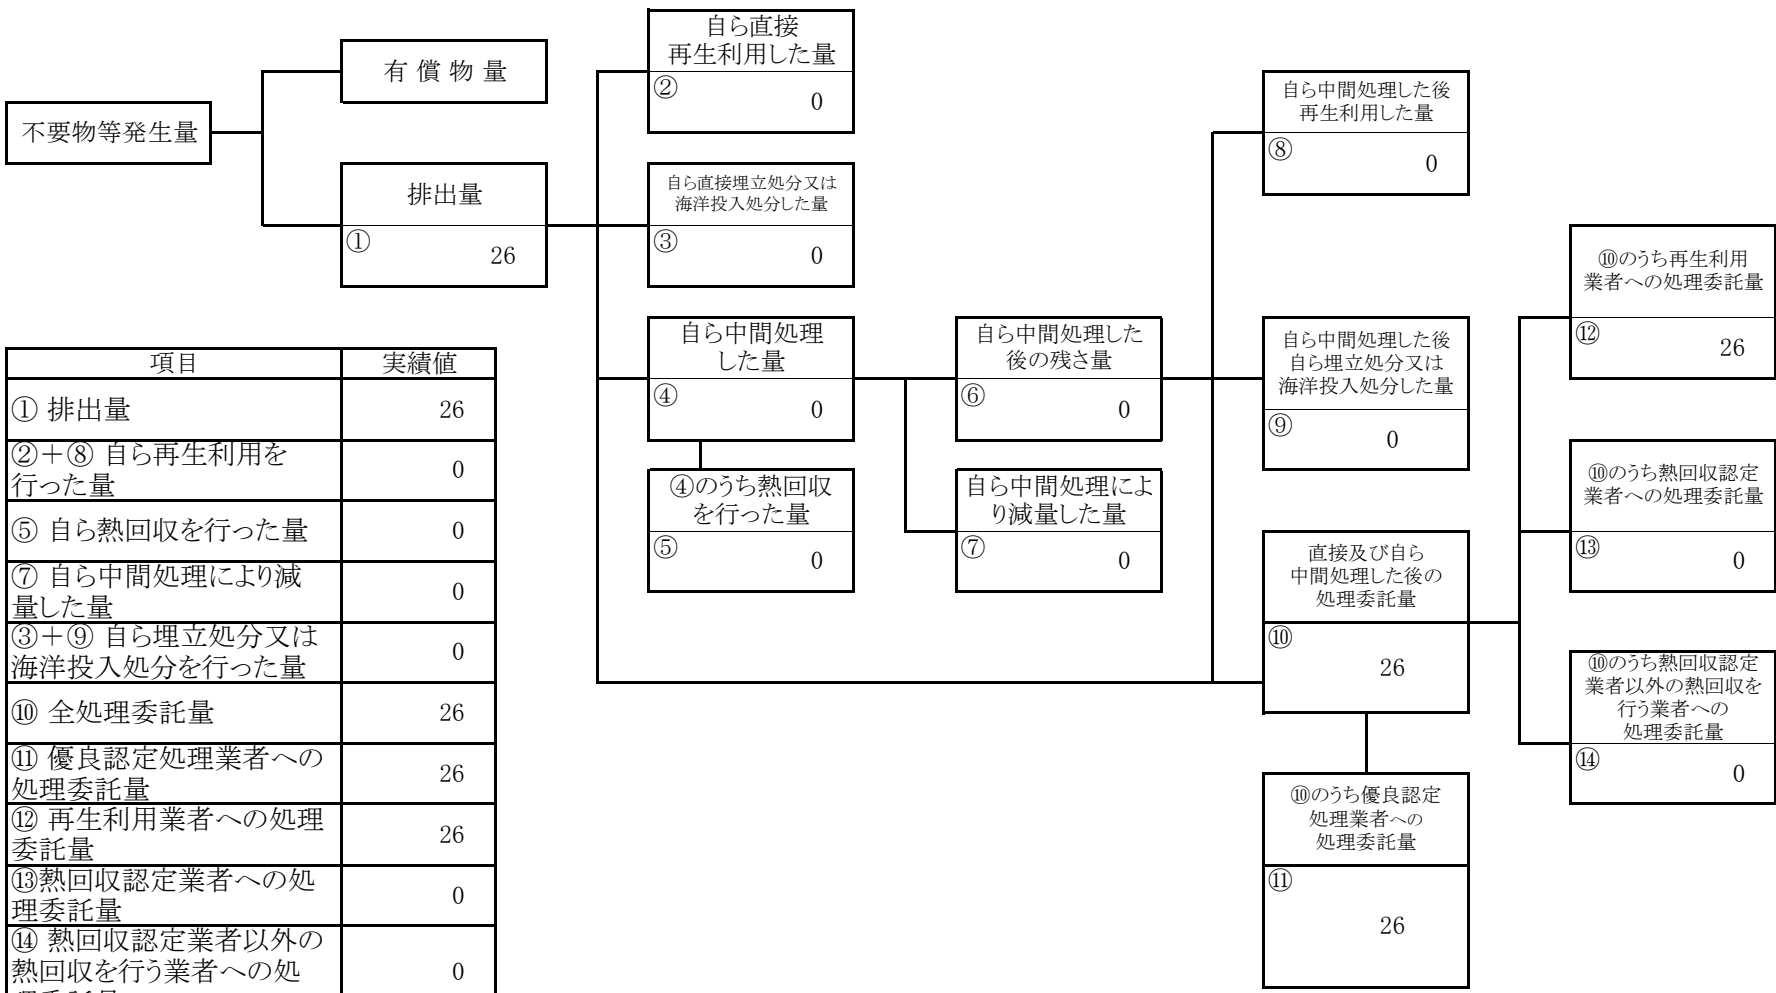 自ら直接
再生利用した量
②
0
有 償 物 量
不要物等発生量
自ら中間処理した後
再生利用した量
⑧
0
排出量
①
26
自ら直接埋立処分又は
海洋投入処分した量
③
0
⑩のうち再生利用
業者への処理委託量
⑫
26
自ら中間処理
した量
④
0
自ら中間処理した
後の残さ量
⑥
0
自ら中間処理した後
自ら埋立処分又は
海洋投入処分した量
⑨
0
④のうち熱回収
を行った量
⑤
0
自ら中間処理によ
り減量した量
⑦
0
⑩のうち熱回収認定
業者への処理委託量
⑬
0
直接及び自ら
中間処理した後の
処理委託量
⑩
26
⑩のうち熱回収認定
業者以外の熱回収を
行う業者への
処理委託量
⑭
0
⑩のうち優良認定
処理業者への
処理委託量
⑪
26
項目 実績値
① 排出量 26
②＋⑧ 自ら再生利用を
行った量 0
⑤ 自ら熱回収を行った量 0
⑦ 自ら中間処理により減
量した量 0
③＋⑨ 自ら埋立処分又は
海洋投入処分を行った量 0
⑩ 全処理委託量 26
⑪ 優良認定処理業者への
処理委託量 26
⑫ 再生利用業者への処理
委託量 26
⑬熱回収認定業者への処
理委託量 0
⑭ 熱回収認定業者以外の
熱回収を行う業者への処 0